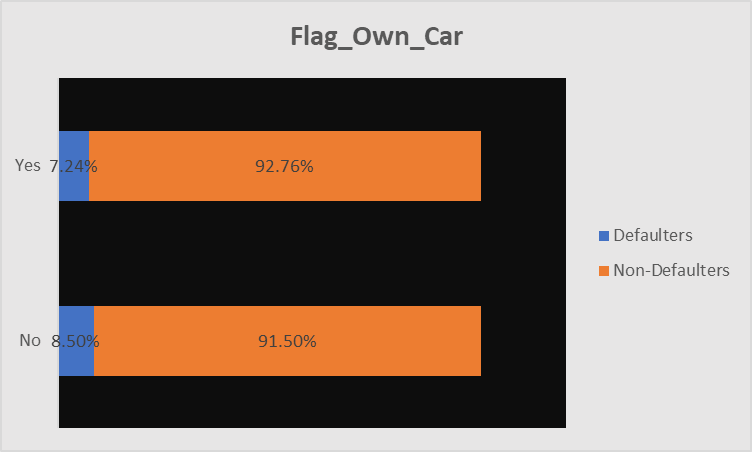 Flag_Own_Car
Yes 7.24% 92.76%
Defaulters
Non-Defaulters
No 8.50% 91.50%